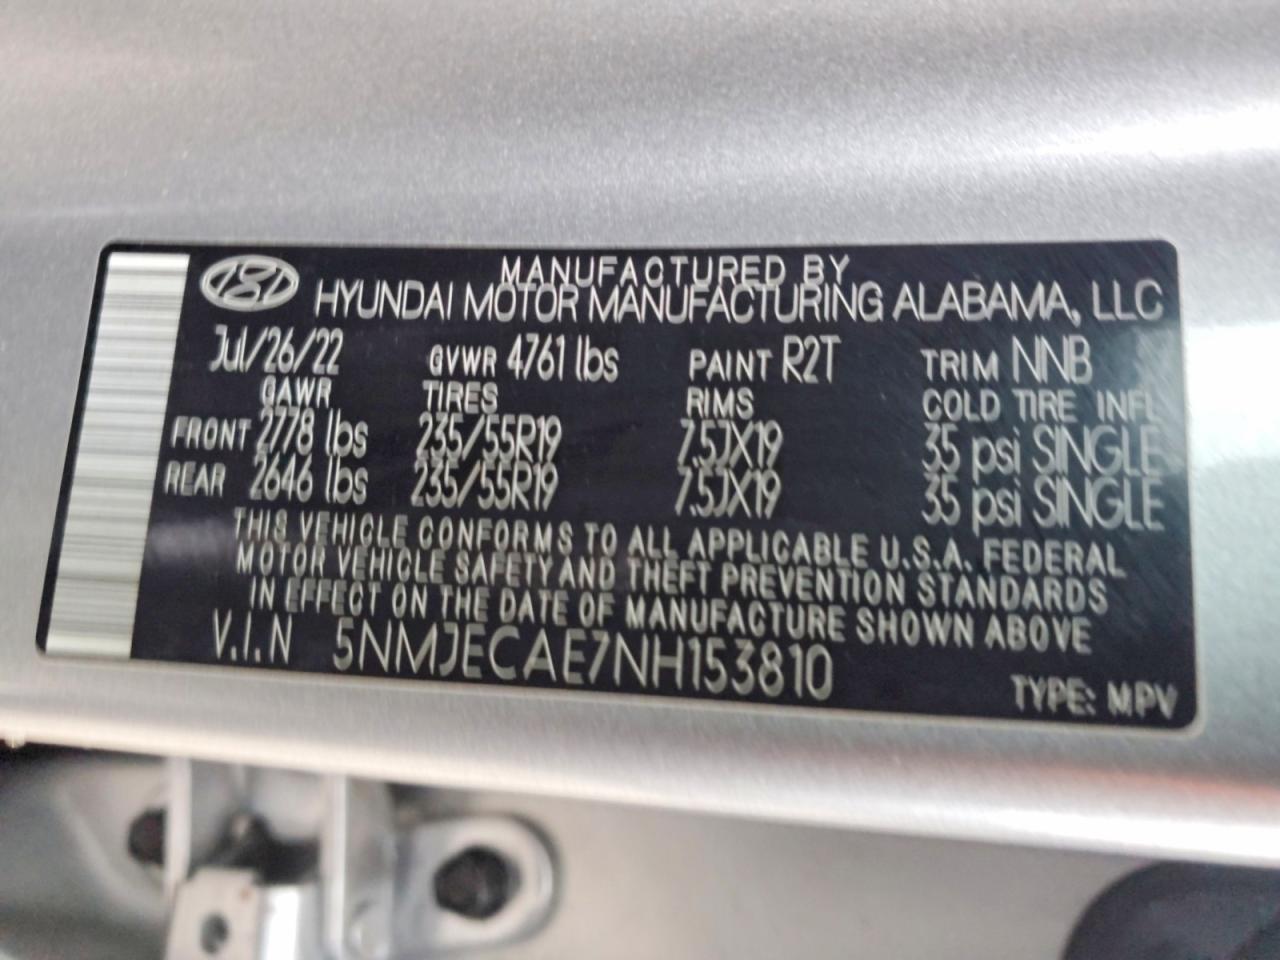 MANUFACTURED BY
HYUNDAI MOTOR MANUFACTURING ALABAMA, LLC
Jul/26/22 GVWR 4761 lbs PAINT R2T TRIM NNB
GAWR TIRES RIMS COLD TIRE INFL
FRONT 2778 lbs 235/55R19 7.5JX19 35 psi SINGLE
REAR 2646 lbs 235/55R19 7.5JX19 35 psi SINGLE
THIS VEHICLE CONFORMS TO ALL APPLICABLE U.S.A. FEDERAL
MOTOR VEHICLE SAFETY AND THEFT PREVENTION STANDARDS
IN EFFECT ON THE DATE OF MANUFACTURE SHOWN ABOVE
V.I.N 5NMJECAE7NH153810
TYPE: MPV